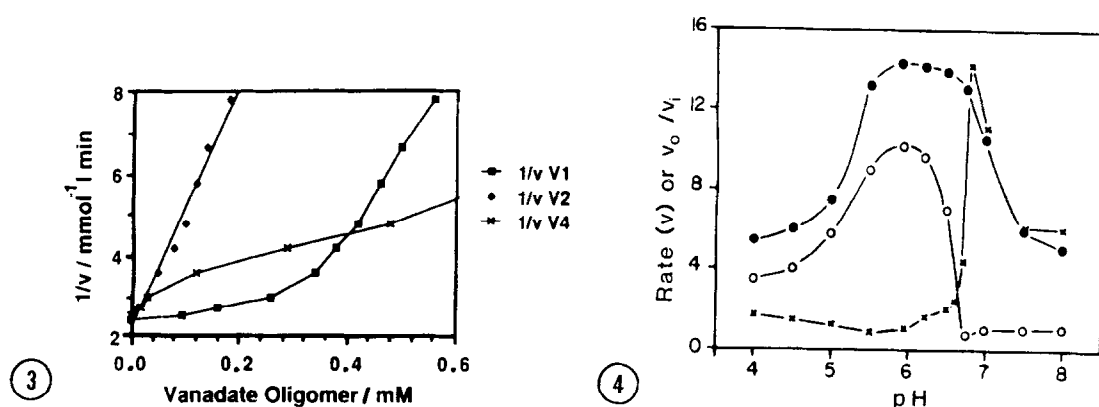 8
6
4
2
1/v / mmol⁻¹ l min
0.0
0.2
0.4
0.6
Vanadate Oligomer / mM
1/v V1
1/v V2
1/v V4
3
16
12
8
4
0
Rate (v) or v₀/vᵢ
4
5
6
7
8
pH
4